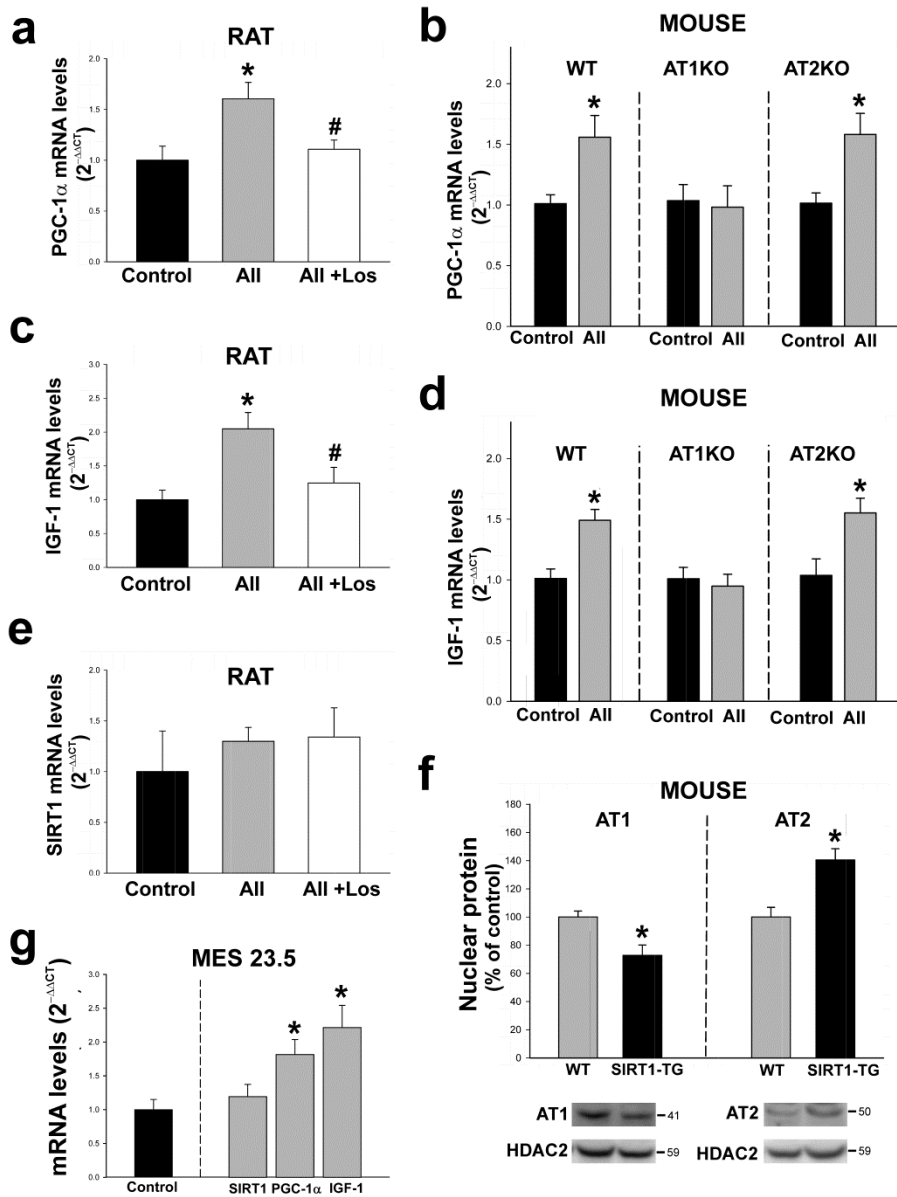 a
RAT
PGC-1α mRNA levels
(2^-ΔΔCT)
2.0
1.5
1.0
0.5
0.0
*
#
Control AII AII +Los
b
MOUSE
WT AT1KO AT2KO
PGC-1α mRNA levels
(2^-ΔΔCT)
2.0
1.5
1.0
0.5
0.0
* *
Control AII Control AII Control AII
c
RAT
IGF-1 mRNA levels
(2^-ΔΔCT)
3.0
2.5
2.0
1.5
1.0
0.5
0.0
*
#
Control AII AII +Los
d
MOUSE
WT AT1KO AT2KO
IGF-1 mRNA levels
(2^-ΔΔCT)
2.0
1.5
1.0
0.5
0.0
* *
Control AII Control AII Control AII
e
RAT
SIRT1 mRNA levels
(2^-ΔΔCT)
2.0
1.5
1.0
0.5
0.0
Control AII AII +Los
f
MOUSE
AT1 AT2
Nuclear protein
(% of control)
180
160
140
120
100
80
60
40
20
0
* *
WT SIRT1-TG WT SIRT1-TG
AT1 41 AT2 50
HDAC2 59 HDAC2 59
g
MES 23.5
mRNA levels (2^-ΔΔCT)
3.0
2.5
2.0
1.5
1.0
0.5
0.0
* *
Control SIRT1 PGC-1α IGF-1